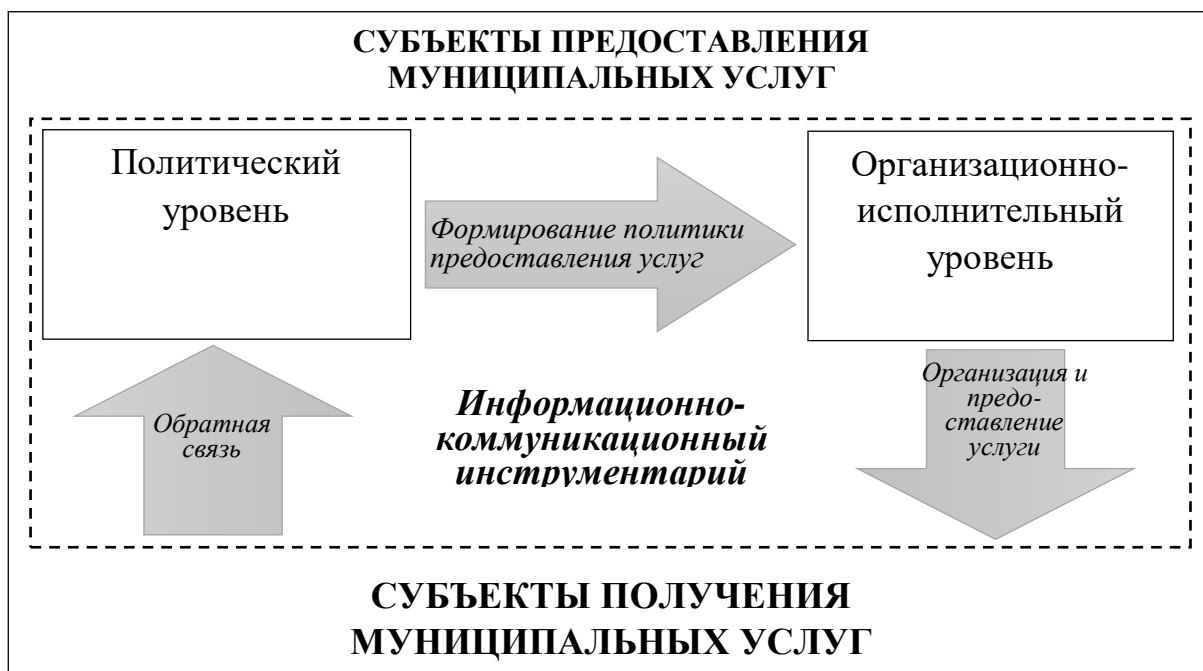 СУБЪЕКТЫ ПРЕДОСТАВЛЕНИЯ
МУНИЦИПАЛЬНЫХ УСЛУГ
Политический
уровень
Формирование политики
предоставления услуг
Организационно-
исполнительный
уровень
Обратная
связь
Информационно-
коммуникационный
инструментарий
Организация и
предо-
ставление
услуги
СУБЪЕКТЫ ПОЛУЧЕНИЯ
МУНИЦИПАЛЬНЫХ УСЛУГ